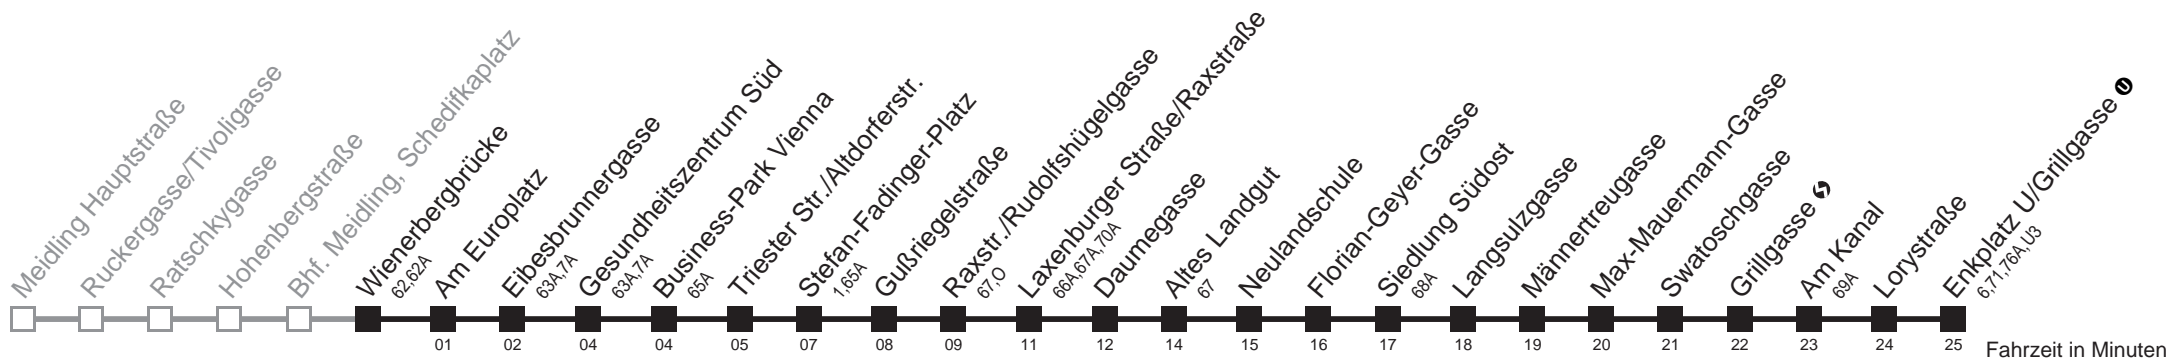 Meidling Hauptstraße
Ruckergasse/Tivoligasse
Ratschkygasse
Hohenbergstraße
Bhf. Meidling, Schedifkaplatz
Wienerbergbrücke
62,62A
Am Europlatz
Eibesbrunnergasse
63A,7A
Gesundheitszentrum Süd
63A,7A
Business-Park Vienna
65A
Triester Str./Altdorferstr.
Stefan-Fadinger-Platz
1,65A
Gußriegelstraße
Raxstr./Rudolfshügelgasse
67,O
Laxenburger Straße/Raxstraße
66A,67A,70A
Daumegasse
Altes Landgut
67
Neulandschule
Florian-Geyer-Gasse
Siedlung Südost
68A
Langsulzgasse
Männertreugasse
Max-Mauermann-Gasse
Swatoschgasse
Grillgasse S
Am Kanal
69A
Lorystraße
Enkplatz U/Grillgasse U
6,71,76A,U3
01 02 04 04 05 07 08 09 11 12 14 15 16 17 18 19 20 21 22 23 24 25 Fahrzeit in Minuten